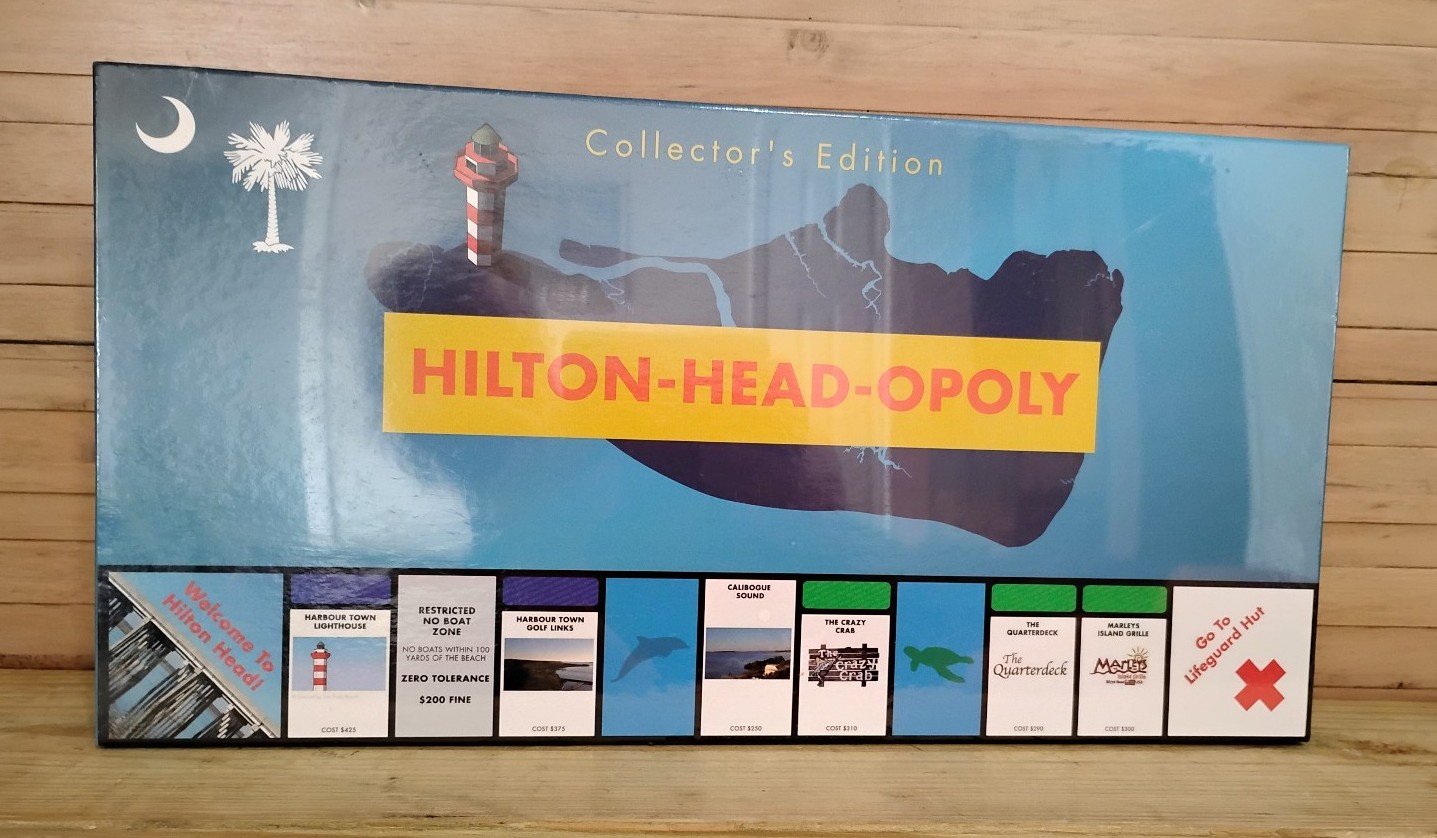 Collector's Edition
HILTON-HEAD-OPOLY
Welcome To
Hilton Head!
HARBOUR TOWN
LIGHTHOUSE
COST $425
RESTRICTED
NO BOAT
ZONE
NO BOATS WITHIN 100
YARDS OF THE BEACH
ZERO TOLERANCE
$200 FINE
HARBOUR TOWN
GOLF LINKS
COST $375
CALIBOGUE
SOUND
COST $250
THE CRAZY
CRAB
The
crazy
crab
COST $310
THE
QUARTERDECK
The
Quarterdeck
COST $290
MARLEYS
ISLAND GRILLE
Marleys
Island Grille
COST $300
Go To
Lifeguard Hut